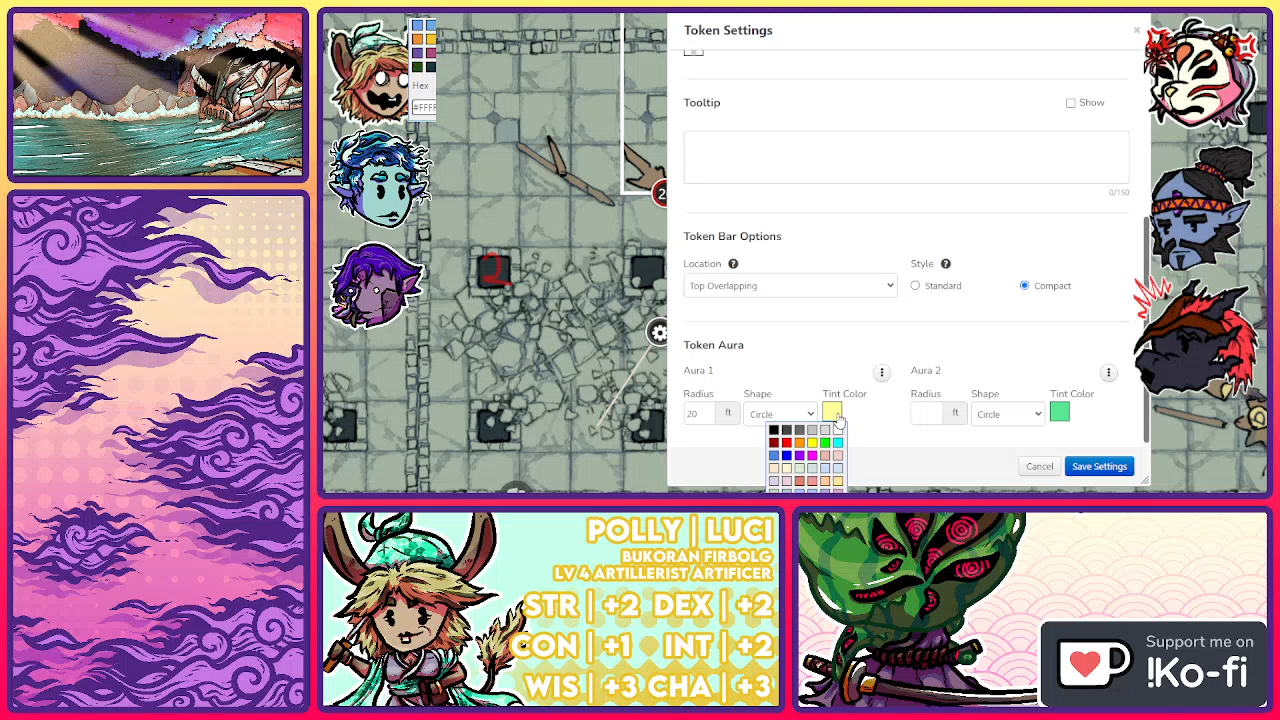 Hex
#FFFF
2
2
Token Settings
×
Tooltip
Show
0/150
Token Bar Options
Location ?
Style ?
Top Overlapping
Standard
Compact
Token Aura
Aura 1
Aura 2
Radius
Shape
Tint Color
Radius
Shape
Tint Color
20
ft
Circle
ft
Circle
Cancel
Save Settings
POLLY | LUCI
BUKORAN FIRBOLG
LV 4 ARTILLERIST ARTIFICER
STR | +2 DEX | +2
CON | +1 INT | +2
WIS | +3 CHA | +3
Support me on
!Ko-fi